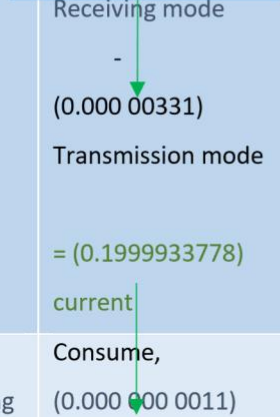 Receiving mode
-
(0.000 00331)
Transmission mode
= (0.1999933778)
current
Consume,
(0.000 000 0011)